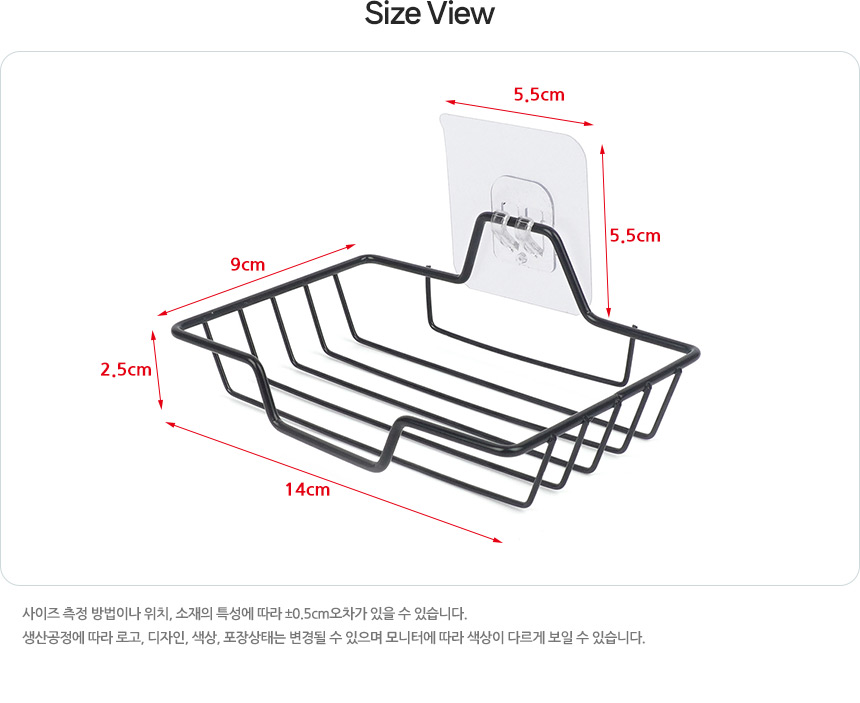 Size View
5.5cm
5.5cm
9cm
2.5cm
14cm
사이즈 측정 방법이나 위치, 소재의 특성에 따라 ±0.5cm오차가 있을 수 있습니다.
생산공정에 따라 로고, 디자인, 색상, 포장상태는 변경될 수 있으며 모니터에 따라 색상이 다르게 보일 수 있습니다.